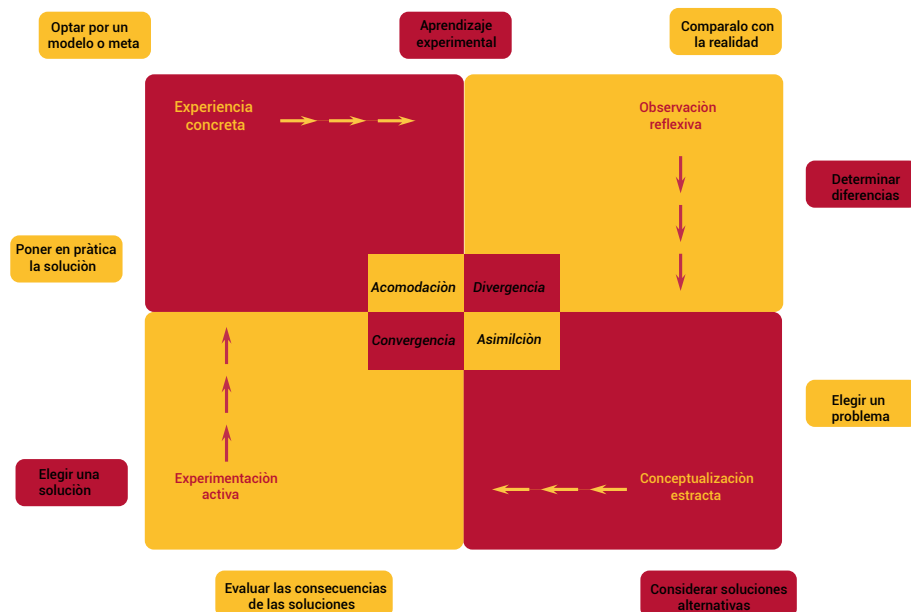 Optar por un
modelo o meta
Aprendizaje
experimental
Comparalo con
la realidad
Experiencia
concreta
Observaciòn
reflexiva
Determinar
diferencias
Poner en pràtica
la soluciòn
Acomodaciòn
Divergencia
Convergencia
Asimilciòn
Elegir un
problema
Elegir una
soluciòn
Experimentaciòn
activa
Conceptualizaciòn
estracta
Evaluar las consecuencias
de las soluciones
Considerar soluciones
alternativas